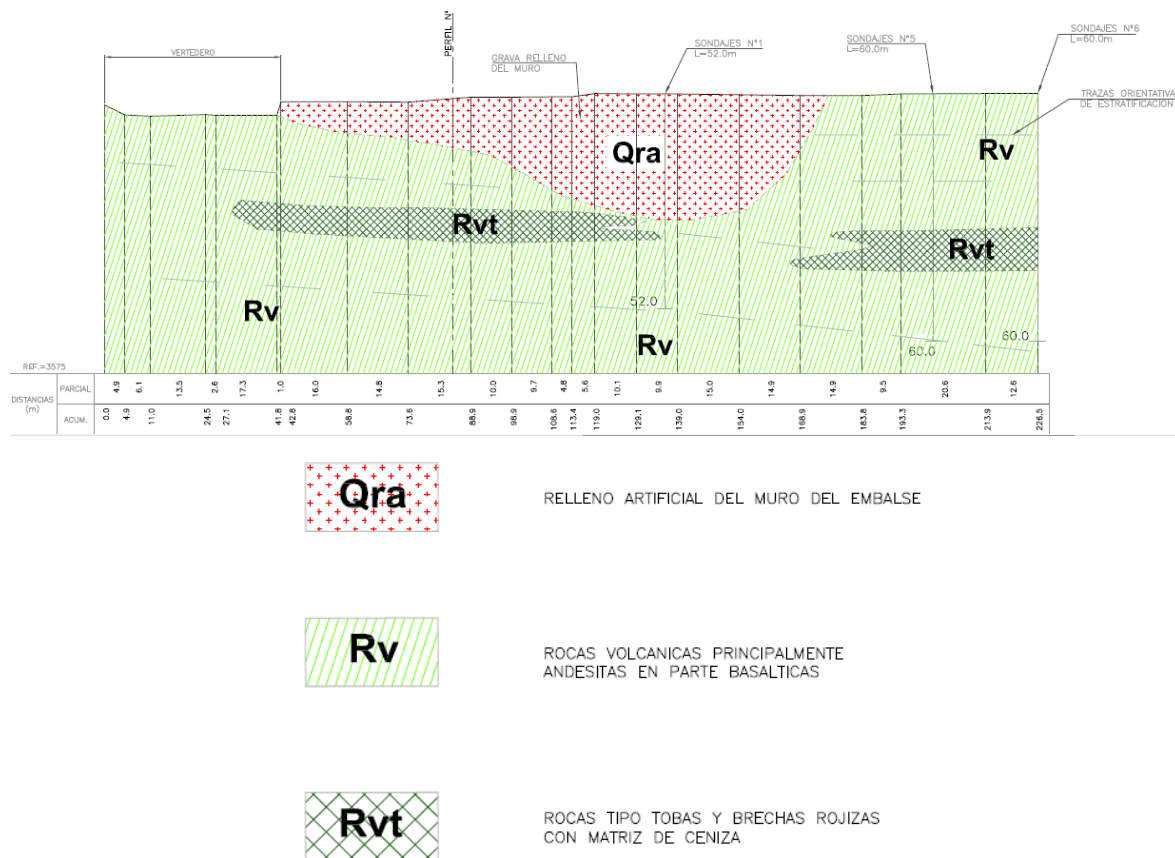 PERFIL N°
VERTEDERO
GRAVA RELLENO
DEL MURO
SONDAJES N°1
L=52.0m
SONDAJES N°5
L=60.0m
SONDAJES N°6
L=60.0m
TRAZAS ORIENTATIVA
DE ESTRATIFICACION
Qra
Rv
Rvt
Rvt
Rv
52.0
Rv
60.0
60.0
REF.=3575
DISTANCIAS
(m)
PARCIAL
4.9 6.1 13.5 2.6 17.3 1.0 16.0 14.8 15.3 10.0 9.7 4.8 5.6 10.1 9.9 15.0 14.9 14.9 9.5 20.6 12.6
ACUM.
0.0 4.9 11.0 24.5 27.1 41.8 42.8 58.8 73.6 88.9 98.9 108.6 113.4 119.0 129.1 139.0 154.0 168.9 183.8 193.3 213.9 226.5
Qra
RELLENO ARTIFICIAL DEL MURO DEL EMBALSE
Rv
ROCAS VOLCANICAS PRINCIPALMENTE
ANDESITAS EN PARTE BASALTICAS
Rvt
ROCAS TIPO TOBAS Y BRECHAS ROJIZAS
CON MATRIZ DE CENIZA